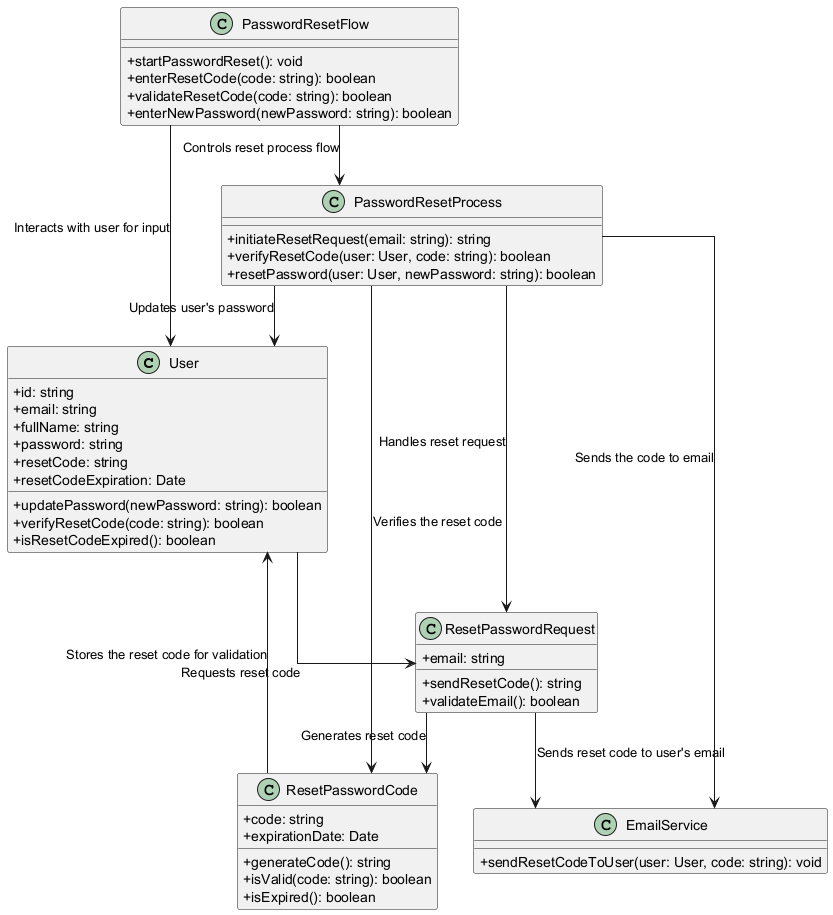 C PasswordResetFlow
+startPasswordReset(): void
+enterResetCode(code: string): boolean
+validateResetCode(code: string): boolean
+enterNewPassword(newPassword: string): boolean
Controls reset process flow
C PasswordResetProcess
+initiateResetRequest(email: string): string
+verifyResetCode(user: User, code: string): boolean
+resetPassword(user: User, newPassword: string): boolean
Interacts with user for input
Updates user's password
C User
+id: string
+email: string
+fullName: string
+password: string
+resetCode: string
+resetCodeExpiration: Date
+updatePassword(newPassword: string): boolean
+verifyResetCode(code: string): boolean
+isResetCodeExpired(): boolean
Handles reset request
Sends the code to email
Verifies the reset code
C ResetPasswordRequest
+email: string
+sendResetCode(): string
+validateEmail(): boolean
Stores the reset code for validation
Requests reset code
Generates reset code
Sends reset code to user's email
C ResetPasswordCode
+code: string
+expirationDate: Date
+generateCode(): string
+isValid(code: string): boolean
+isExpired(): boolean
C EmailService
+sendResetCodeToUser(user: User, code: string): void